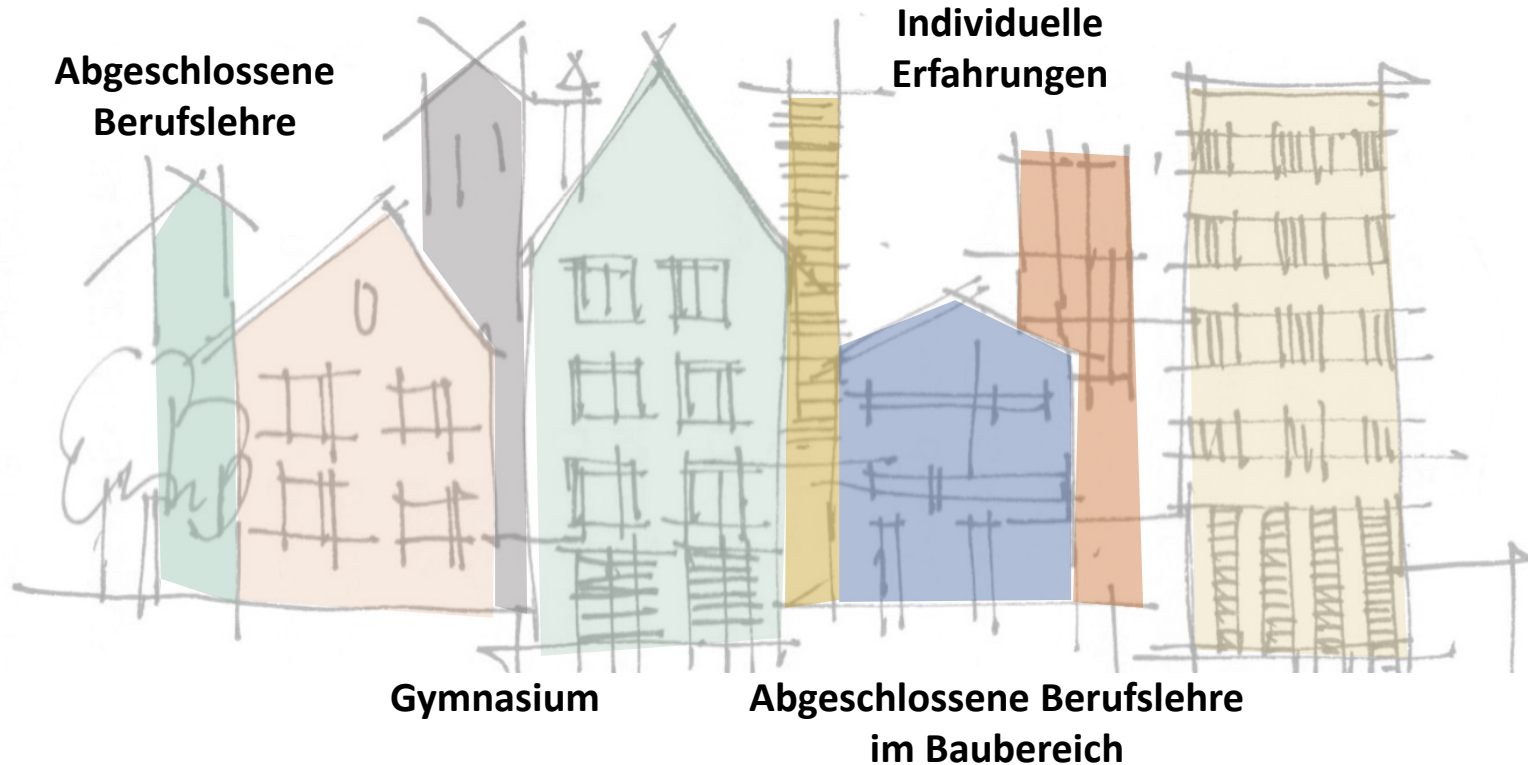 Abgeschlossene
Berufslehre
Individuelle
Erfahrungen
Gymnasium
Abgeschlossene Berufslehre
im Baubereich